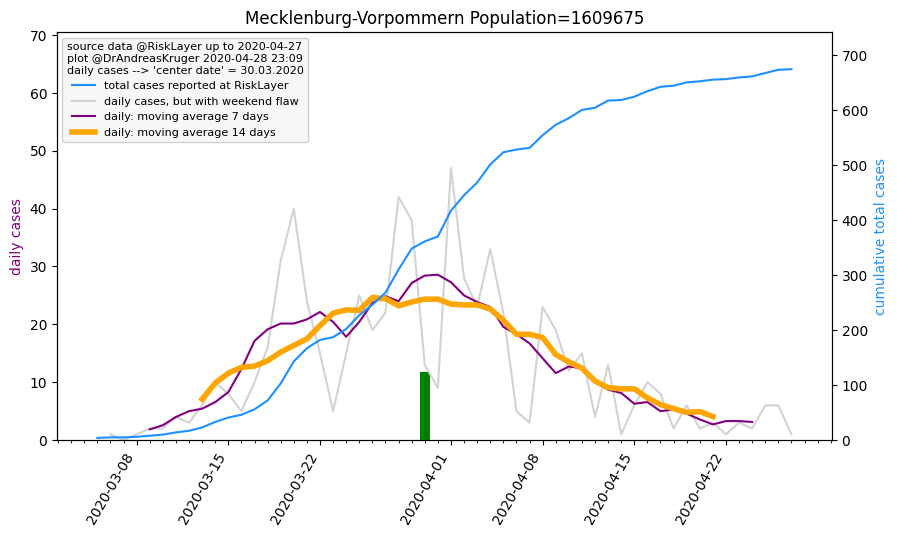 Mecklenburg-Vorpommern Population=1609675
source data @RiskLayer up to 2020-04-27
plot @DrAndreasKruger 2020-04-28 23:09
daily cases --> 'center date' = 30.03.2020
total cases reported at RiskLayer
daily cases, but with weekend flaw
daily: moving average 7 days
daily: moving average 14 days
daily cases
70
60
50
40
30
20
10
0
700
600
500
400
300
200
100
0
cumulative total cases
2020-03-08
2020-03-15
2020-03-22
2020-04-01
2020-04-08
2020-04-15
2020-04-22